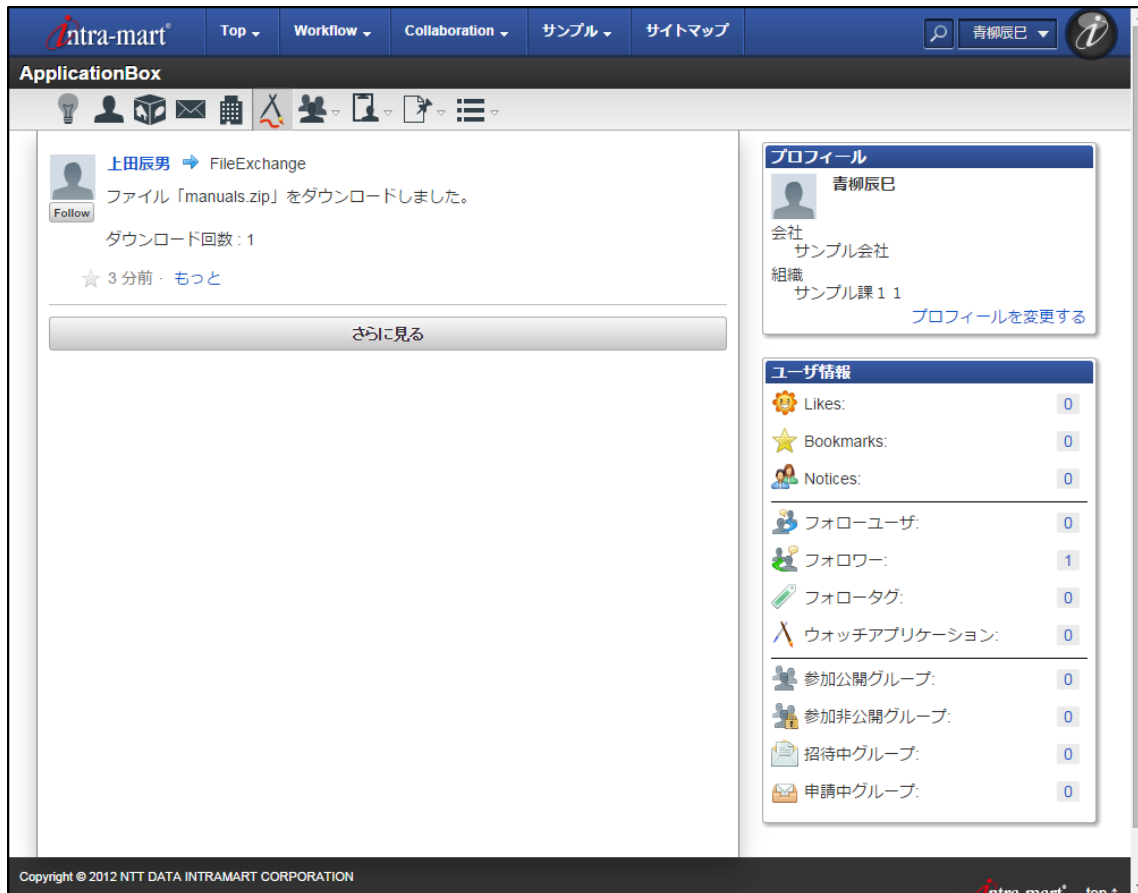 intra-mart®
Top
Workflow
Collaboration
サンプル
サイトマップ
青柳辰巳
ApplicationBox
上田辰男 FileExchange
ファイル「manuals.zip」をダウンロードしました。
Follow
ダウンロード回数 : 1
3 分前 · もっと
さらに見る
プロフィール
青柳辰巳
会社
サンプル会社
組織
サンプル課１１
プロフィールを変更する
ユーザ情報
Likes: 0
Bookmarks: 0
Notices: 0
フォローユーザ: 0
フォロワー: 1
フォロータグ: 0
ウォッチアプリケーション: 0
参加公開グループ: 0
参加非公開グループ: 0
招待中グループ: 0
申請中グループ: 0
Copyright © 2012 NTT DATA INTRAMART CORPORATION
intra-mart® top ↑